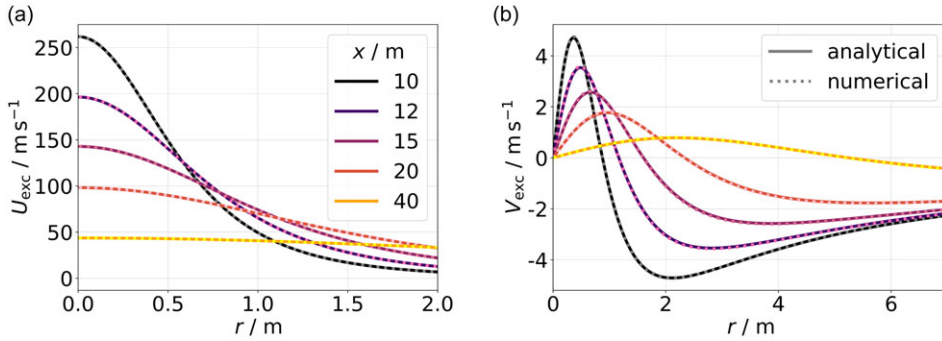 (a)
U_exc / m s⁻¹
250
200
150
100
50
0
x / m
10
12
15
20
40
0.0 0.5 1.0 1.5 2.0
r / m
(b)
V_exc / m s⁻¹
4
2
0
-2
-4
analytical
numerical
0 2 4 6
r / m